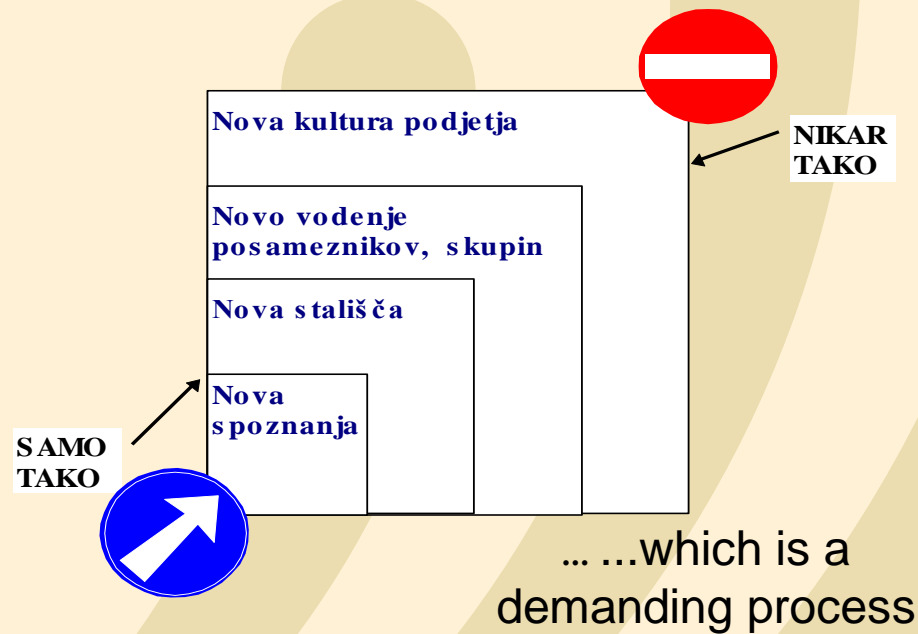 Nova kultura podjetja
NIKAR
TAKO
Novo vodenje
posameznikov, skupin
Nova stališča
Nova
spoznanja
SAMO
TAKO
... ...which is a
demanding process